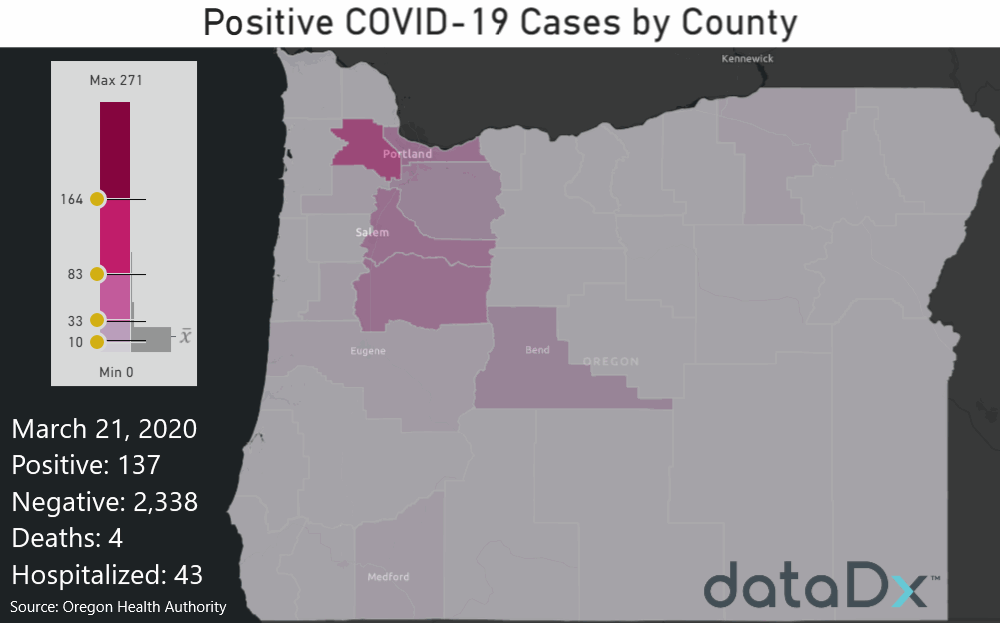 Positive COVID-19 Cases by County
Kennewick
Max 271
164
83
33
10
x̄
Min 0
Portland
Salem
Eugene
Bend
OREGON
Medford
March 21, 2020
Positive: 137
Negative: 2,338
Deaths: 4
Hospitalized: 43
Source: Oregon Health Authority
dataDx™